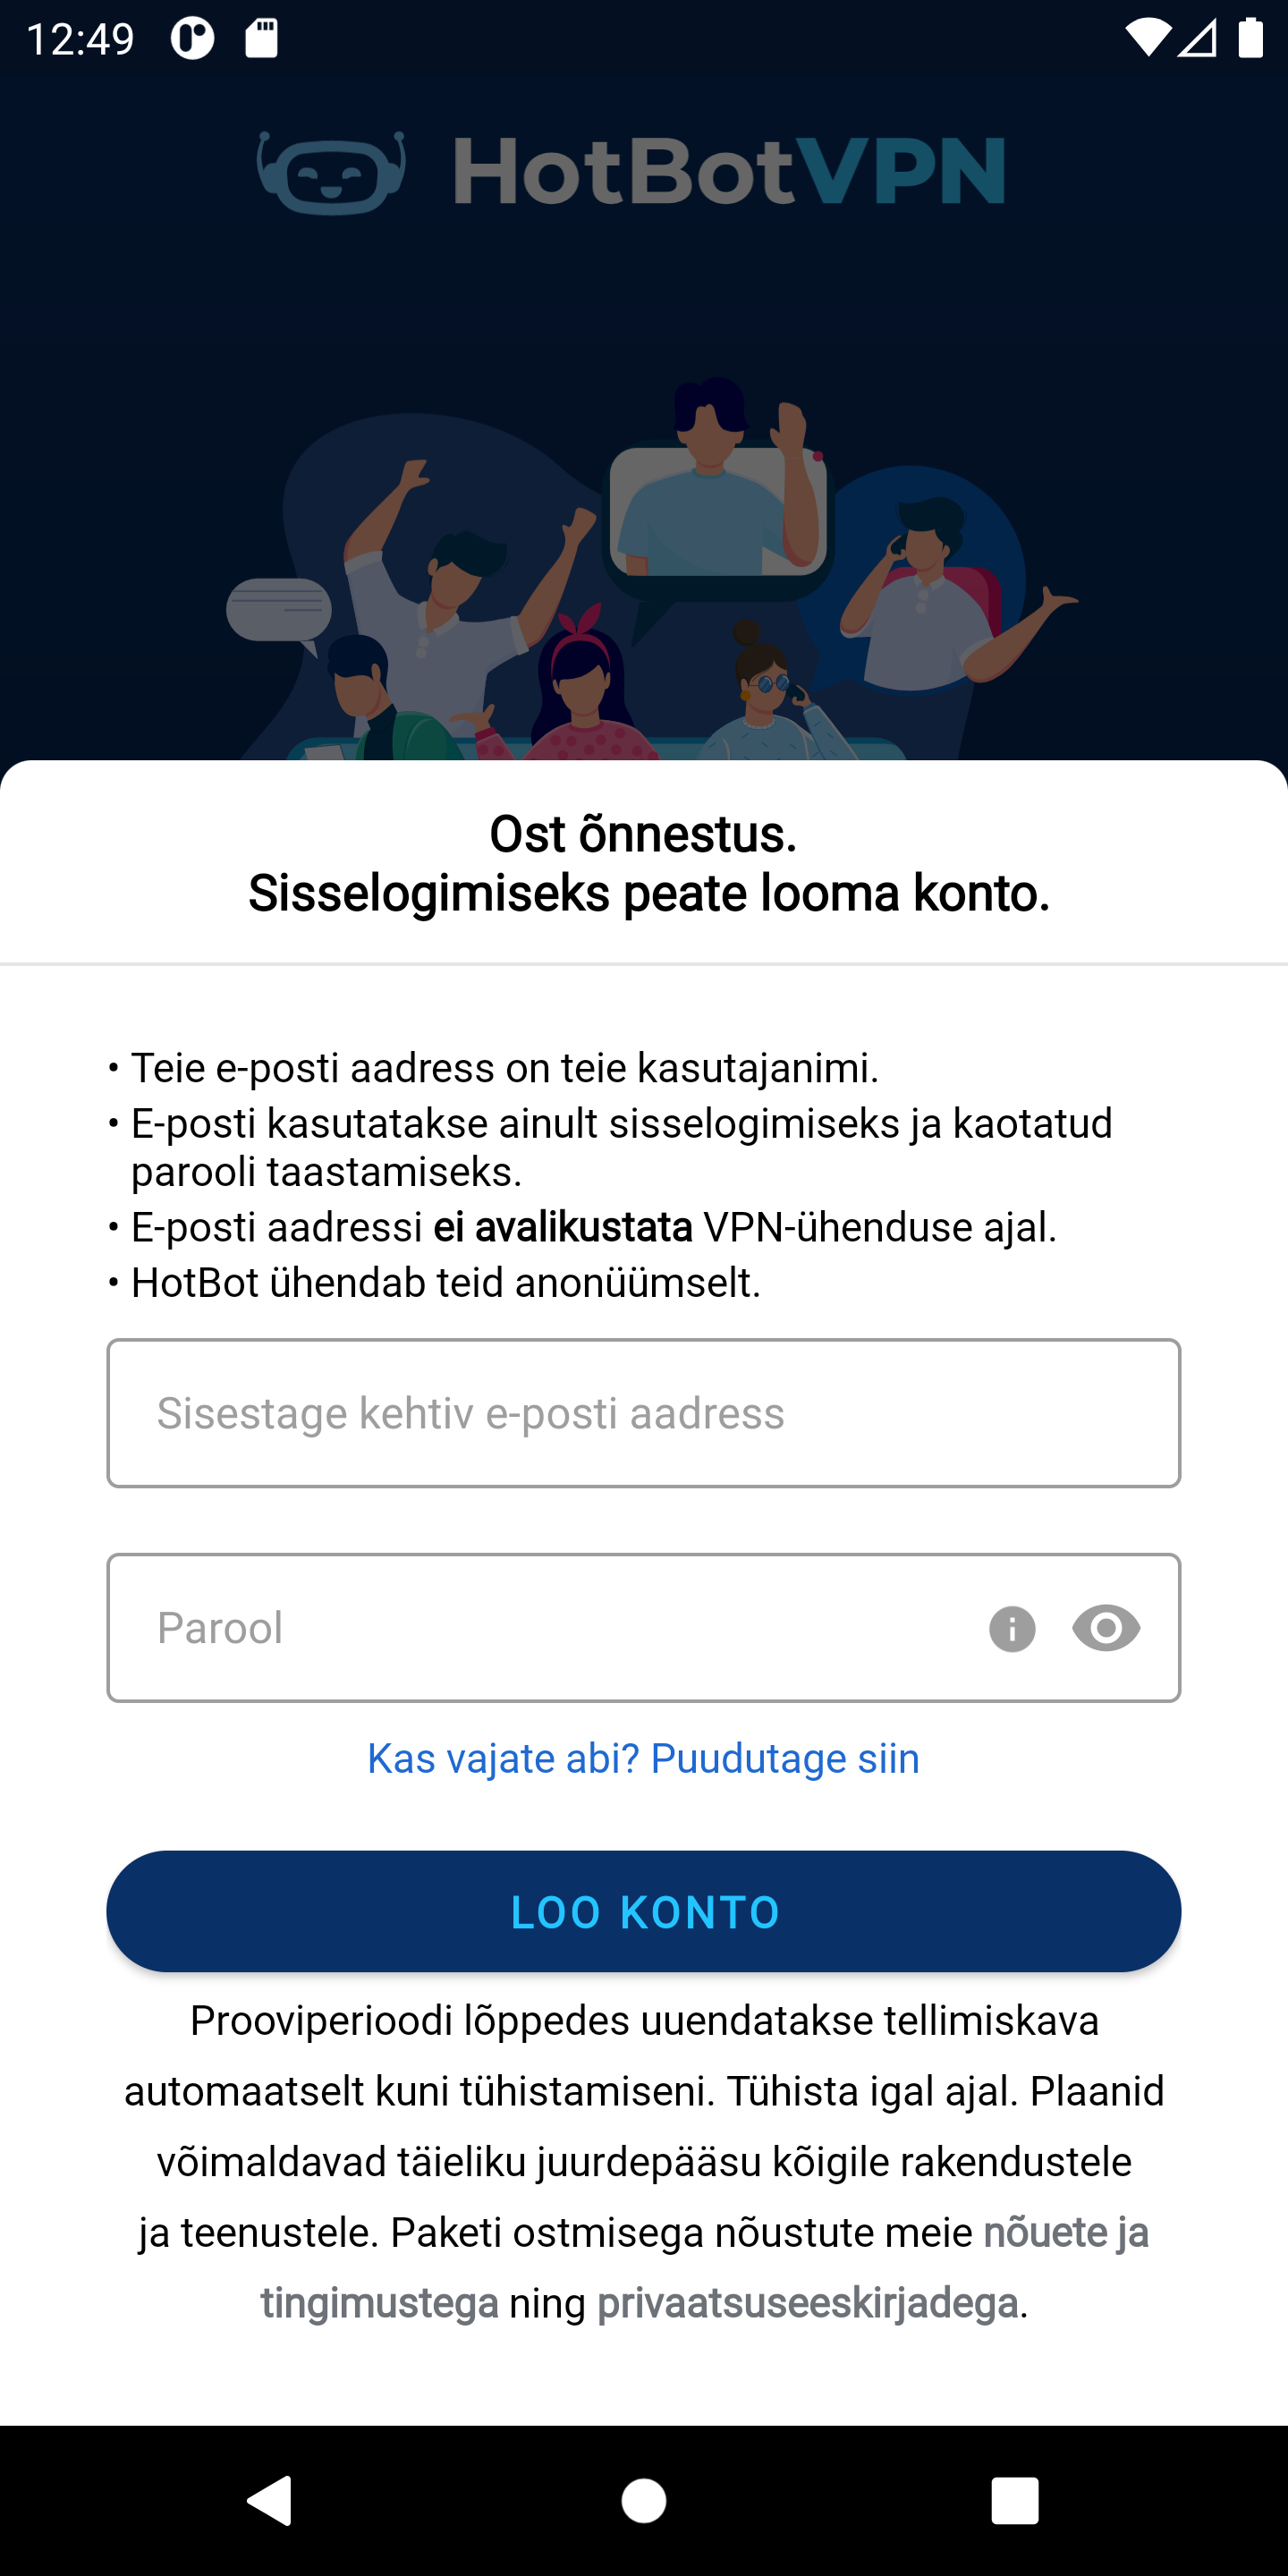 12:49
HotBotVPN
Ost õnnestus.
Sisselogimiseks peate looma konto.
• Teie e-posti aadress on teie kasutajanimi.
• E-posti kasutatakse ainult sisselogimiseks ja kaotatud
parooli taastamiseks.
• E-posti aadressi ei avalikustata VPN-ühenduse ajal.
• HotBot ühendab teid anonüümselt.
Sisestage kehtiv e-posti aadress
Parool
Kas vajate abi? Puudutage siin
LOO KONTO
Prooviperioodi lõppedes uuendatakse tellimiskava
automaatselt kuni tühistamiseni. Tühista igal ajal. Plaanid
võimaldavad täieliku juurdepääsu kõigile rakendustele
ja teenustele. Paketi ostmisega nõustute meie nõuete ja
tingimustega ning privaatsuseeskirjadega.